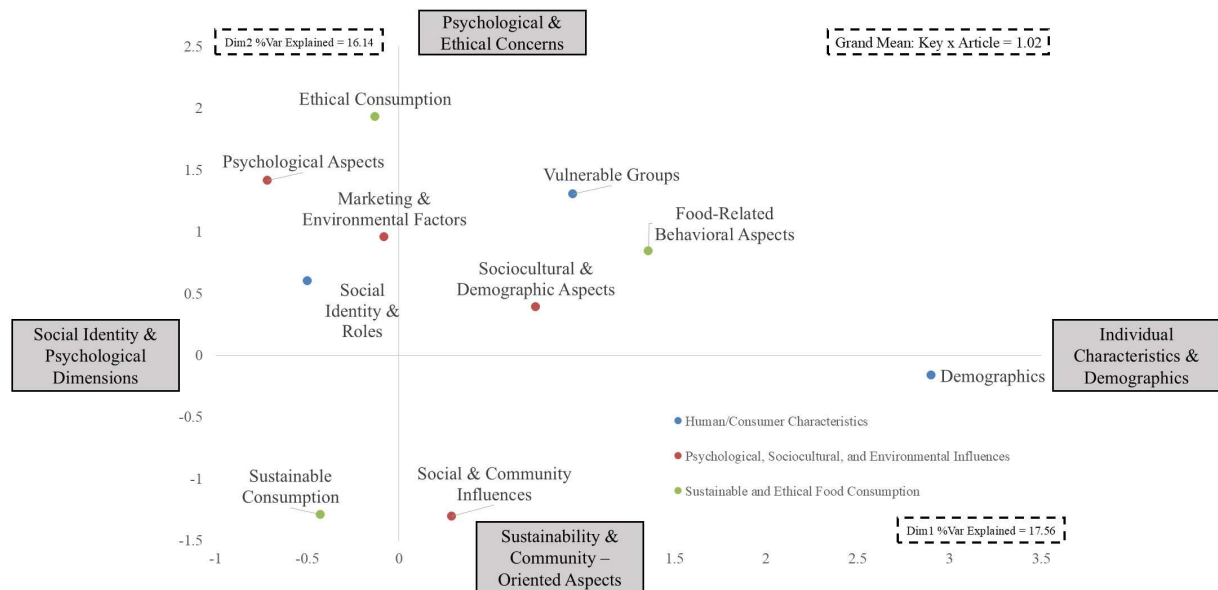 Psychological &
Ethical Concerns
Dim2 %Var Explained = 16.14
Grand Mean: Key x Article = 1.02
2.5
Ethical Consumption
2
Psychological Aspects
Vulnerable Groups
1.5
Marketing &
Environmental Factors
Food-Related
Behavioral Aspects
1
Sociocultural &
Demographic Aspects
0.5
Social
Identity &
Roles
Social Identity &
Psychological
Dimensions
0
Individual
Characteristics &
Demographics
Demographics
-0.5
Human/Consumer Characteristics
Psychological, Sociocultural, and Environmental Influences
Sustainable and Ethical Food Consumption
-1
Sustainable
Consumption
Social & Community
Influences
-1.5
Dim1 %Var Explained = 17.56
Sustainability &
Community –
Oriented Aspects
-1 -0.5 0 1.5 2 2.5 3 3.5